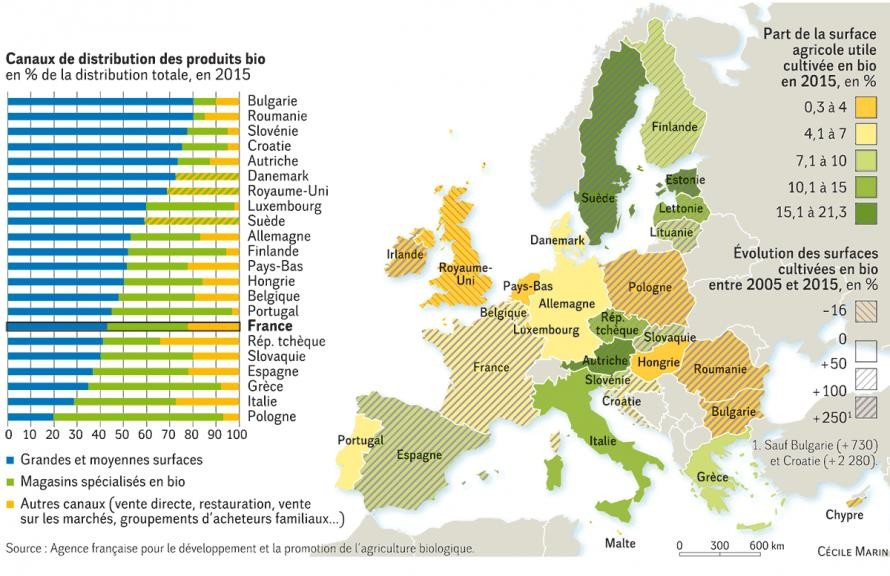 Canaux de distribution des produits bio
en % de la distribution totale, en 2015
Bulgarie
Roumanie
Slovénie
Croatie
Autriche
Danemark
Royaume-Uni
Luxembourg
Suède
Allemagne
Finlande
Pays-Bas
Hongrie
Belgique
Portugal
France
Rép. tchèque
Slovaquie
Espagne
Grèce
Italie
Pologne
0 10 20 30 40 50 60 70 80 90 100
Grandes et moyennes surfaces
Magasins spécialisés en bio
Autres canaux (vente directe, restauration, vente
sur les marchés, groupements d'acheteurs familiaux...)
Source : Agence française pour le développement et la promotion de l'agriculture biologique.
Finlande
Suède
Estonie
Lettonie
Lituanie
Danemark
Irlande
Royaume-
Uni
Pays-Bas
Belgique
Allemagne
Luxembourg
Pologne
Rép.
tchèque
Slovaquie
France
Autriche
Hongrie
Roumanie
Slovénie
Croatie
Bulgarie
Portugal
Espagne
Italie
Grèce
Malte
Chypre
0 300 600 km
Part de la surface
agricole utile
cultivée en bio
en 2015, en %
0,3 à 4
4,1 à 7
7,1 à 10
10,1 à 15
15,1 à 21,3
Évolution des surfaces
cultivées en bio
entre 2005 et 2015, en %
–16
0
+50
+100
+250¹
1. Sauf Bulgarie (+ 730)
et Croatie (+2 280).
CÉCILE MARIN